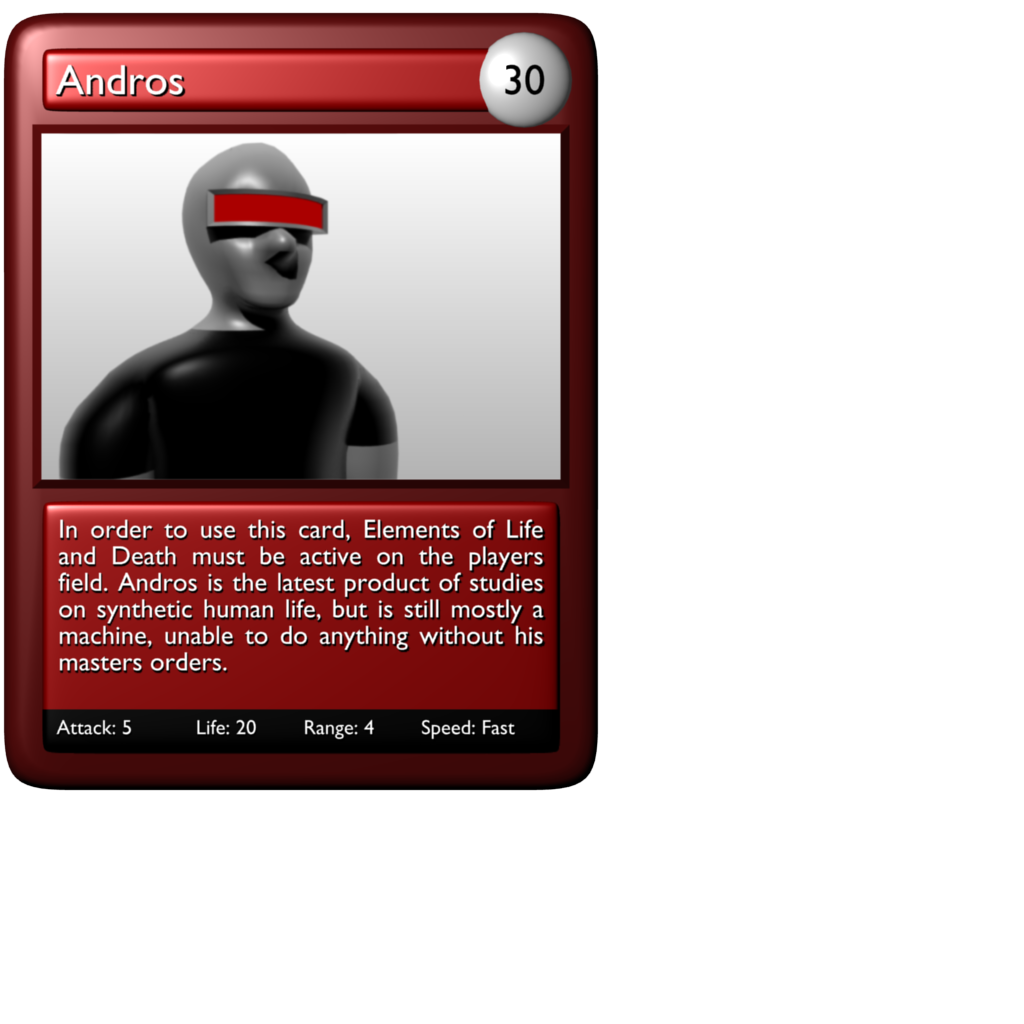 Andros
30
In order to use this card, Elements of Life
and Death must be active on the players
field. Andros is the latest product of studies
on synthetic human life, but is still mostly a
machine, unable to do anything without his
masters orders.
Attack: 5 Life: 20 Range: 4 Speed: Fast